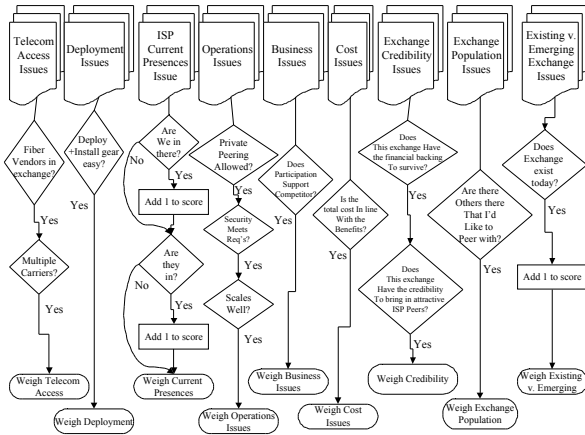 Telecom
Access
Issues
Deployment
Issues
ISP
Current
Presences
Issue
Operations
Issues
Business
Issues
Cost
Issues
Exchange
Credibility
Issues
Exchange
Population
Issues
Existing v.
Emerging
Exchange
Issues
Fiber
Vendors in
exchange?
Yes
Multiple
Carriers?
Yes
Weigh Telecom
Access
Deploy
+Install gear
easy?
Yes
Weigh Deployment
Are
We in
there?
No
Yes
Add 1 to score
Are
they
in?
No
Yes
Add 1 to score
Weigh Current
Presences
Private
Peering
Allowed?
Yes
Security
Meets
Req's?
Yes
Scales
Well?
Yes
Weigh Operations
Issues
Does
Participation
Support
Competitor?
Yes
Weigh Business
Issues
Is the
total cost In line
With the
Benefits?
Yes
Weigh Cost
Issues
Does
This exchange Have
the financial backing
To survive?
Yes
Does
This exchange
Have the credibility
To bring in attractive
ISP Peers?
Yes
Weigh Credibility
Are there
Others there
That I'd
Like to
Peer with?
Yes
Weigh Exchange
Population
Does
Exchange
exist
today?
Yes
Add 1 to score
Weigh Existing
v. Emerging